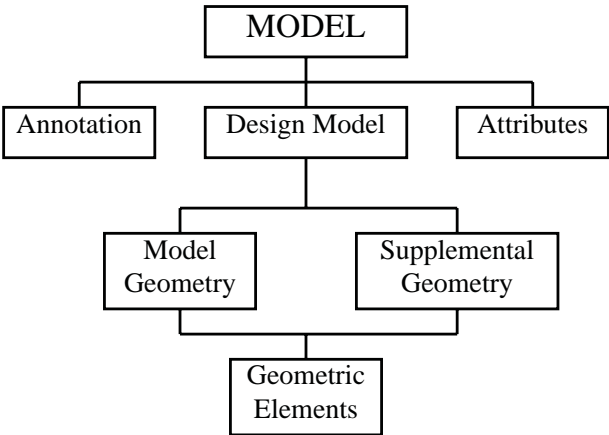 MODEL
Annotation
Design Model
Attributes
Model
Geometry
Supplemental
Geometry
Geometric
Elements